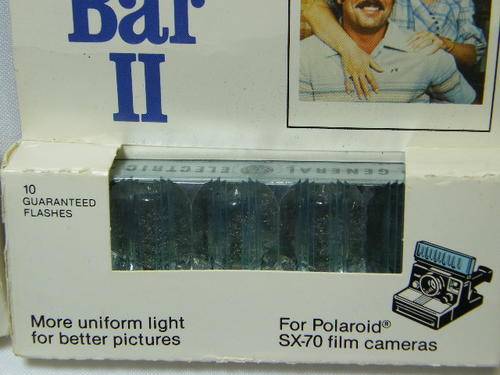 Bar
II
GENERAL ELECTRIC
10
GUARANTEED
FLASHES
More uniform light
for better pictures
For Polaroid®
SX-70 film cameras